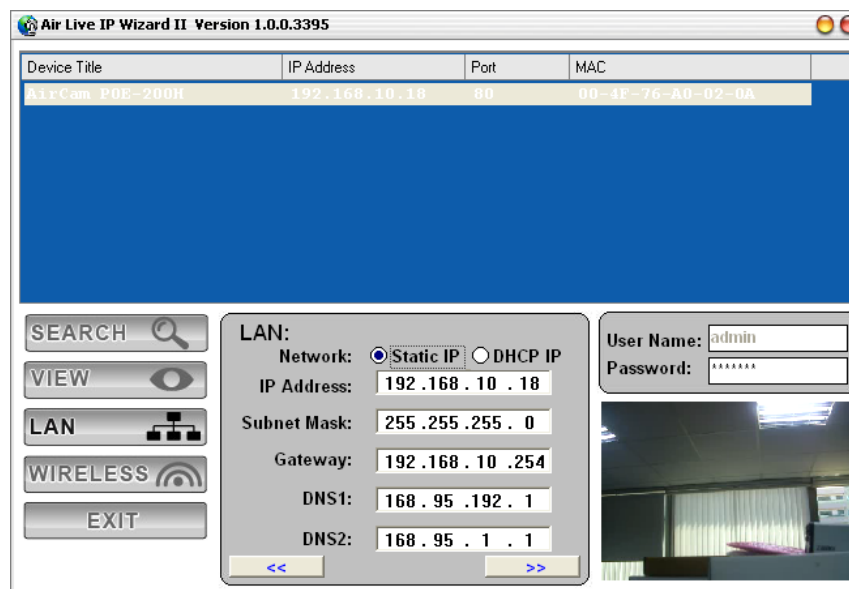 Air Live IP Wizard II Version 1.0.0.3395
Device Title IP Address Port MAC
AirCam POE-200H 192.168.10.18 80 00-4F-76-A0-02-0A
SEARCH
VIEW
LAN
WIRELESS
EXIT
LAN:
Network: Static IP DHCP IP
IP Address: 192.168.10.18
Subnet Mask: 255.255.255.0
Gateway: 192.168.10.254
DNS1: 168.95.192.1
DNS2: 168.95.1.1
<< >>
User Name: admin
Password: *******